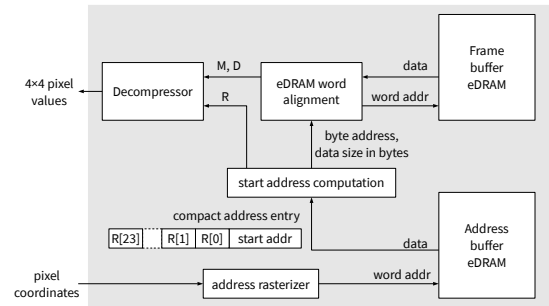 4×4 pixel
values
Decompressor
M, D
R
eDRAM word
alignment
data
word addr
Frame
buffer
eDRAM
byte address,
data size in bytes
start address computation
compact address entry
R[23]
R[1]
R[0]
start addr
data
Address
buffer
eDRAM
pixel
coordinates
address rasterizer
word addr